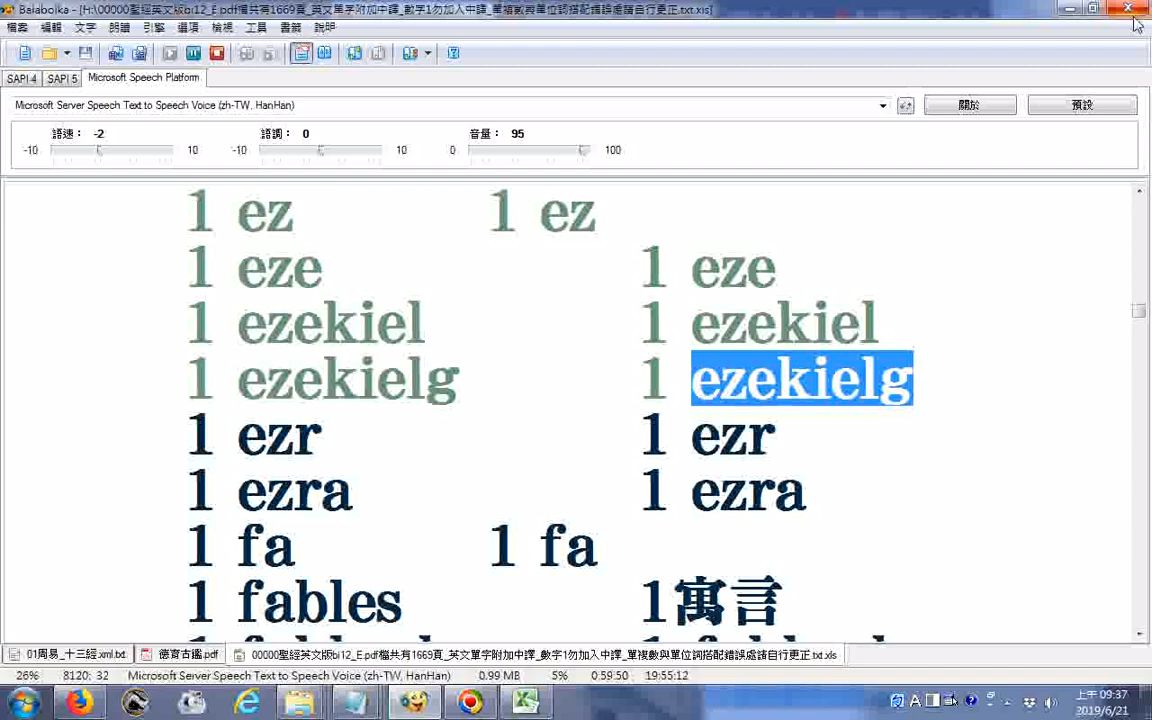 Balabolka - [H:\00000聖經英文版bi12_E.pdf檔共有1669頁_英文單字附加中譯_數字1勿加入中譯_單複數與單位詞搭配錯誤處請自行更正.txt.xls]
檔案 編輯 文字 朗讀 引擎 選項 檢視 工具 書籤 說明
SAPI 4 SAPI 5 Microsoft Speech Platform
Microsoft Server Speech Text to Speech Voice (zh-TW, HanHan) 關於 預設
語速： -2 語調： 0 音量： 95
-10 10 -10 10 0 100
1 ez 1 ez
1 eze 1 eze
1 ezekiel 1 ezekiel
1 ezekielg 1 ezekielg
1 ezr 1 ezr
1 ezra 1 ezra
1 fa 1 fa
1 fables 1寓言
01周易_十三經.xml.txt 德育古鑑.pdf 00000聖經英文版bi12_E.pdf檔共有1669頁_英文單字附加中譯_數字1勿加入中譯_單複數與單位詞搭配錯誤處請自行更正.txt.xls
26% 8120; 32 Microsoft Server Speech Text to Speech Voice (zh-TW, HanHan) 0.99 MB 5% 0:59:50 19:55:12
上午 09:37
2019/6/21